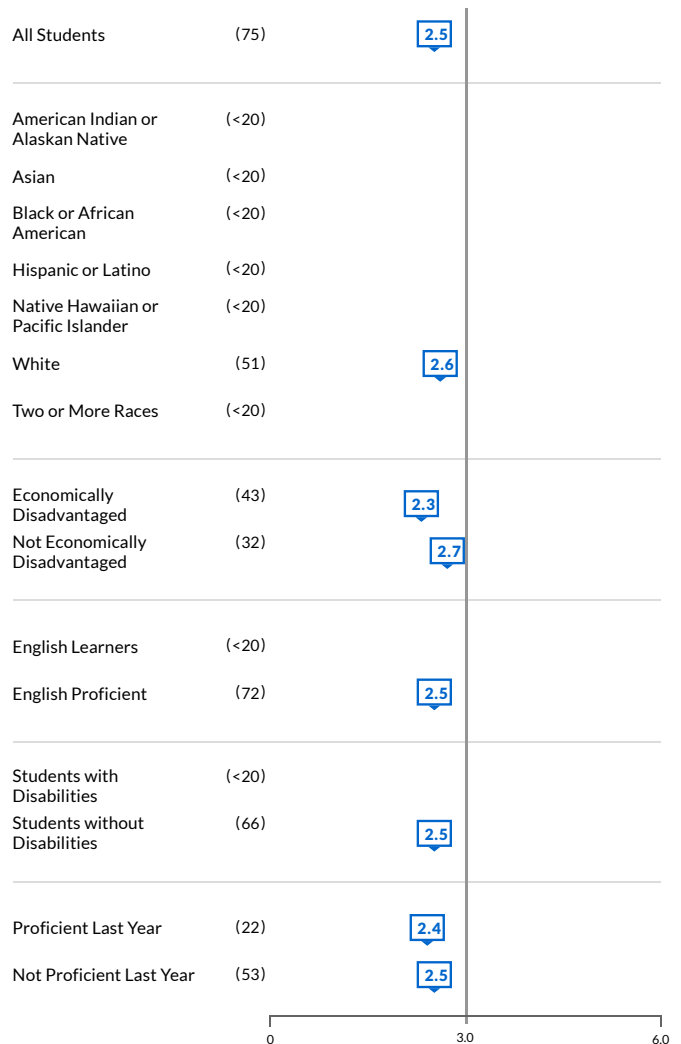 All Students (75) 2.5
American Indian or (<20)
Alaskan Native
Asian (<20)
Black or African (<20)
American
Hispanic or Latino (<20)
Native Hawaiian or (<20)
Pacific Islander
White (51) 2.6
Two or More Races (<20)
Economically (43) 2.3
Disadvantaged
Not Economically (32) 2.7
Disadvantaged
English Learners (<20)
English Proficient (72) 2.5
Students with (<20)
Disabilities
Students without (66) 2.5
Disabilities
Proficient Last Year (22) 2.4
Not Proficient Last Year (53) 2.5
0 3.0 6.0